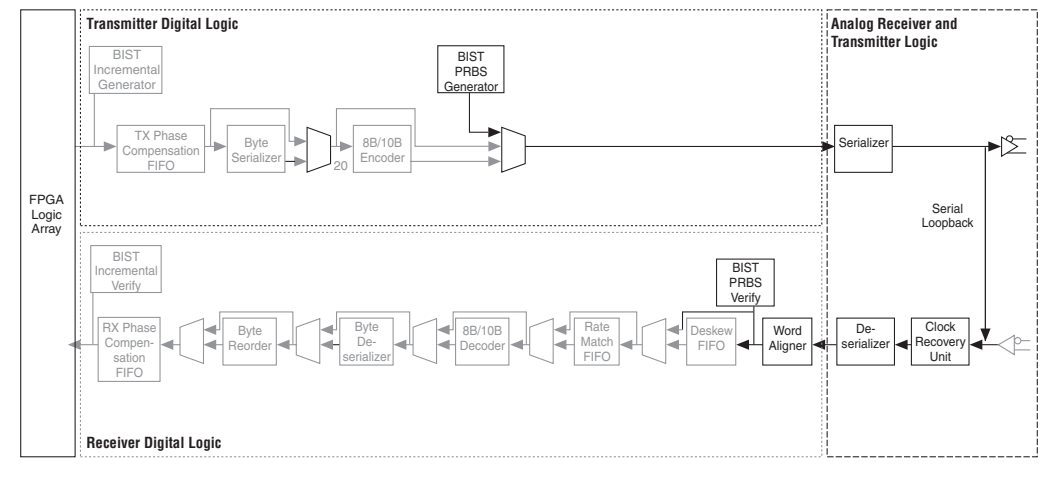 Transmitter Digital Logic
Analog Receiver and
Transmitter Logic
BIST
Incremental
Generator
BIST
PRBS
Generator
TX Phase
Compensation
FIFO
Byte
Serializer
20
8B/10B
Encoder
Serializer
FPGA
Logic
Array
Serial
Loopback
BIST
Incremental
Verify
BIST
PRBS
Verify
RX Phase
Compen-
sation
FIFO
Byte
Reorder
Byte
De-
serializer
8B/10B
Decoder
Rate
Match
FIFO
Deskew
FIFO
Word
Aligner
De-
serializer
Clock
Recovery
Unit
Receiver Digital Logic